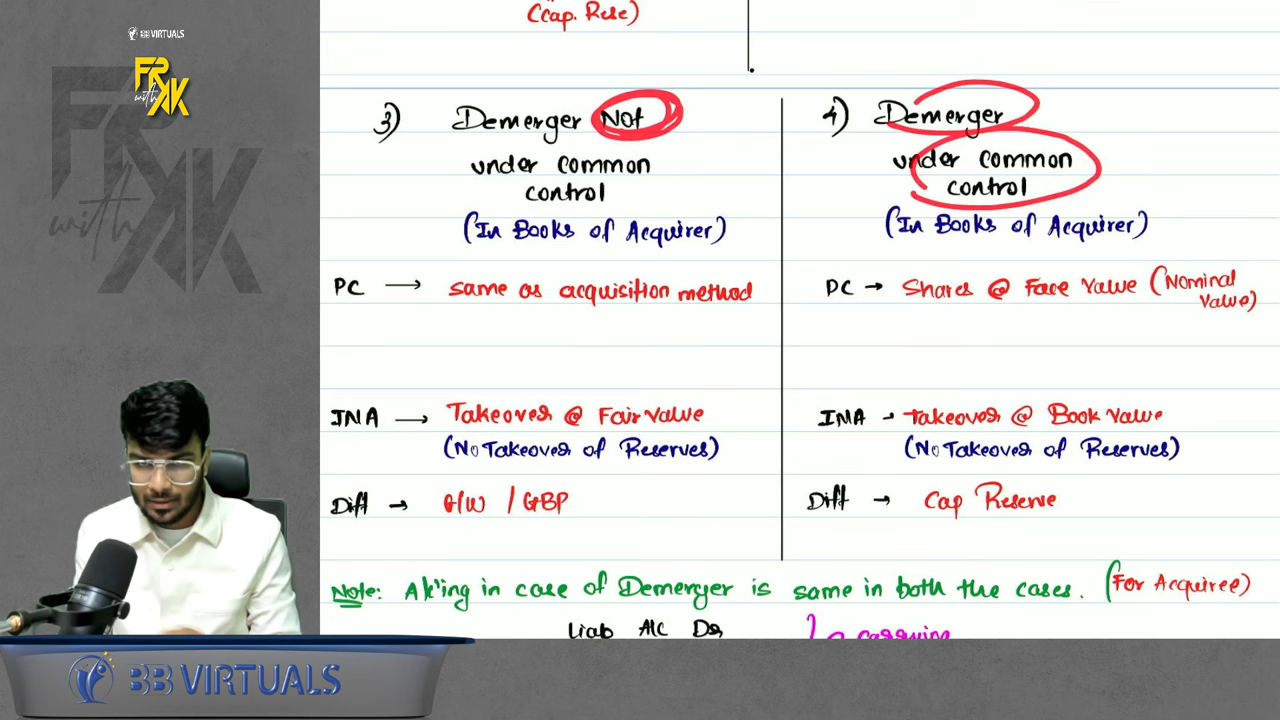 BB VIRTUALS
FR
with AK
(Cap. Rese)
3) Demerger Not
under common
control
(In Books of Acquirer)
PC → same as acquisition method
INA → Takeover @ Fair value
(No Takeover of Reserves)
Diff → G/W / GBP
4) Demerger
under common
control
(In Books of Acquirer)
PC → Shares @ Face Value (Nominal
Value)
INA → Takeover @ Book Value
(No Takeover of Reserves)
Diff → Cap Reserve
Note: A/c'ing in case of Demerger is same in both the cases. (For Acquiree)
Liab A/c Dr,
carrying
BB VIRTUALS